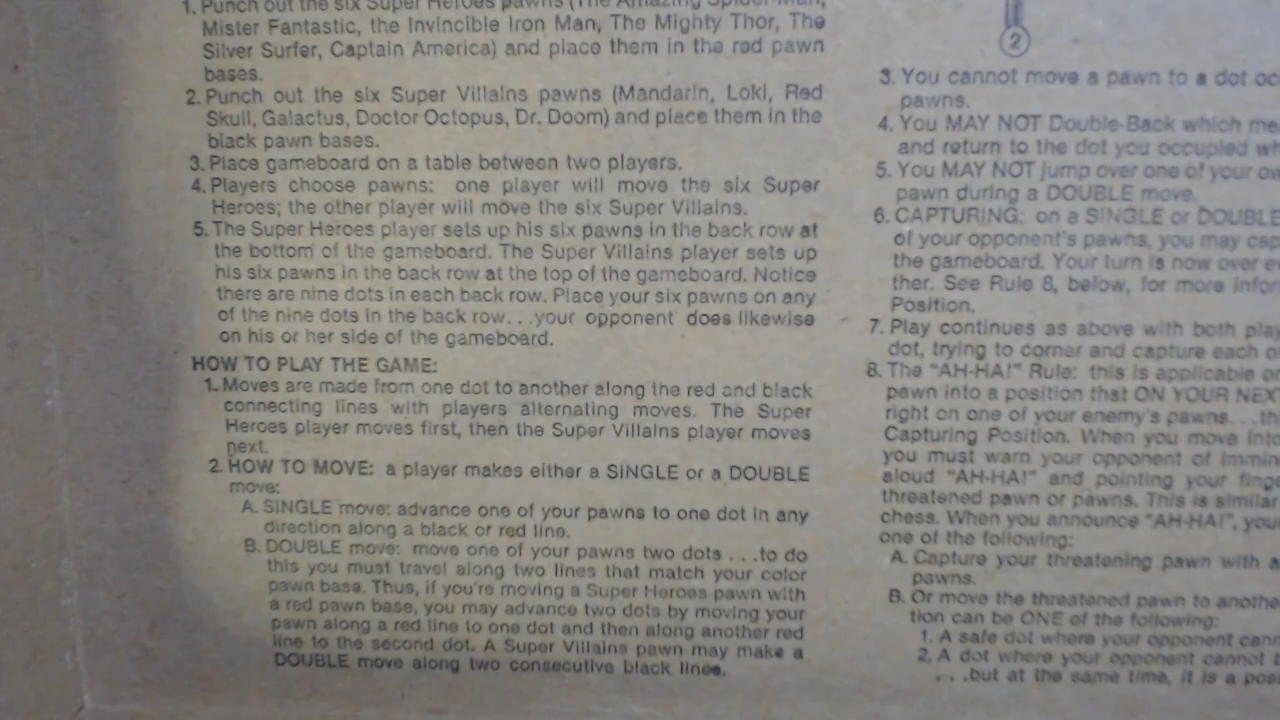 1. Punch out the six Super Heroes pawns (The Amazing Spider-Man,
Mister Fantastic, the Invincible Iron Man, The Mighty Thor, The
Silver Surfer, Captain America) and place them in the red pawn
bases.
2. Punch out the six Super Villains pawns (Mandarin, Loki, Red
Skull, Galactus, Doctor Octopus, Dr. Doom) and place them in the
black pawn bases.
3. Place gameboard on a table between two players.
4. Players choose pawns: one player will move the six Super
Heroes; the other player will move the six Super Villains.
5. The Super Heroes player sets up his six pawns in the back row at
the bottom of the gameboard. The Super Villains player sets up
his six pawns in the back row at the top of the gameboard. Notice
there are nine dots in each back row. Place your six pawns on any
of the nine dots in the back row. . .your opponent does likewise
on his or her side of the gameboard.
HOW TO PLAY THE GAME:
1. Moves are made from one dot to another along the red and black
connecting lines with players alternating moves. The Super
Heroes player moves first, then the Super Villains player moves
next.
2. HOW TO MOVE: a player makes either a SINGLE or a DOUBLE
move:
A. SINGLE move: advance one of your pawns to one dot in any
direction along a black or red line.
B. DOUBLE move: move one of your pawns two dots . . .to do
this you must travel along two lines that match your color
pawn base. Thus, if you're moving a Super Heroes pawn with
a red pawn base, you may advance two dots by moving your
pawn along a red line to one dot and then along another red
line to the second dot. A Super Villains pawn may make a
DOUBLE move along two consecutive black lines.
2
3. You cannot move a pawn to a dot oc
pawns.
4. You MAY NOT Double-Back which me
and return to the dot you occupied wh
5. You MAY NOT jump over one of your ow
pawn during a DOUBLE move.
6. CAPTURING: on a SINGLE or DOUBLE
of your opponent's pawns, you may cap
the gameboard. Your turn is now over e
ther. See Rule 8, below, for more infor
Position.
7. Play continues as above with both play
dot, trying to corner and capture each o
8. The "AH-HA!" Rule: this is applicable on
pawn into a position that ON YOUR NEX
right on one of your enemy's pawns. . .th
Capturing Position. When you move into
you must warn your opponent of immin
aloud "AH-HA!" and pointing your finge
threatened pawn or pawns. This is similar
chess. When you announce "AH-HA!", your
one of the following:
A. Capture your threatening pawn with a
pawns.
B. Or move the threatened pawn to anothe
tion can be ONE of the following:
1. A safe dot where your opponent cann
2. A dot where your opponent cannot
. . .but at the same time, it is a posi